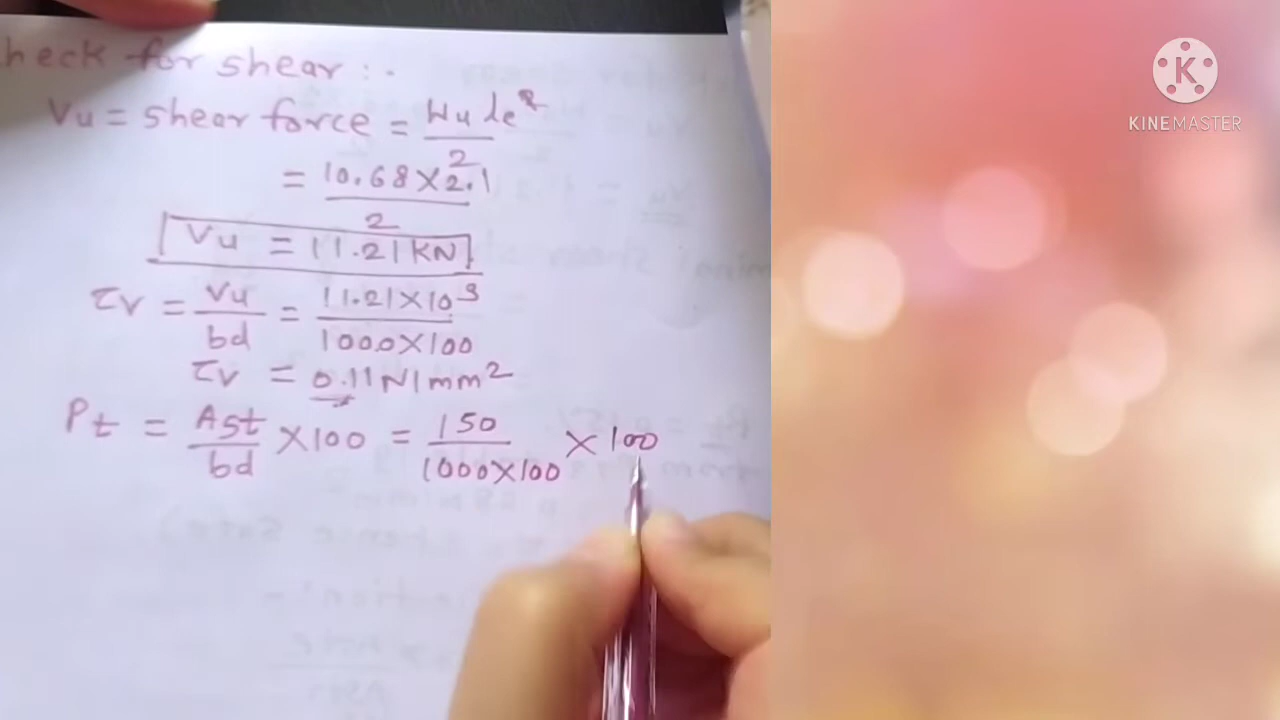 heck for shear :-
Vu = shear force = Wu le² / 2
= 10.68 × 2.1 / 2
Vu = 11.21 KN
τv = Vu / bd = 11.21 × 10³ / 1000 × 100
τv = 0.11 N/mm²
Pt = Ast / bd × 100 = 150 / 1000 × 100 × 100
KINEMASTER